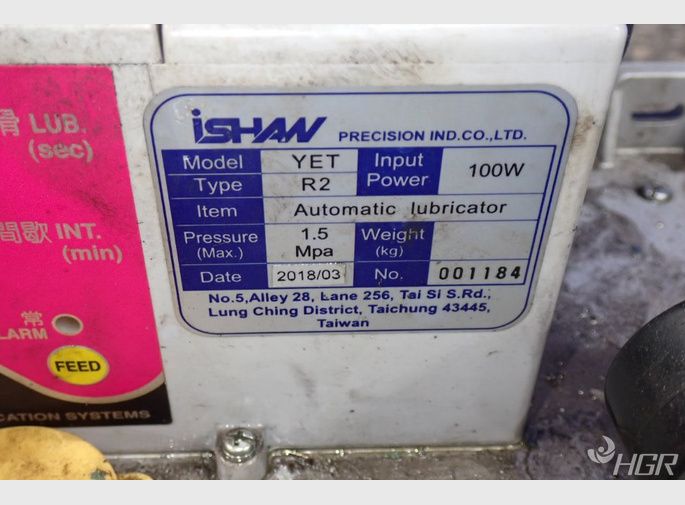 滑 LUB.
(sec)
間歇 INT.
(min)
常
FEED
CATION SYSTEMS
iSHAN PRECISION IND.CO.,LTD.
Model YET Input Power 100W
Type R2
Item Automatic lubricator
Pressure (Max.) 1.5 Mpa Weight (kg)
Date 2018/03 No. 001184
No.5,Alley 28, Lane 256, Tai Si S.Rd.;
Lung Ching District, Taichung 43445,
Taiwan
HGR